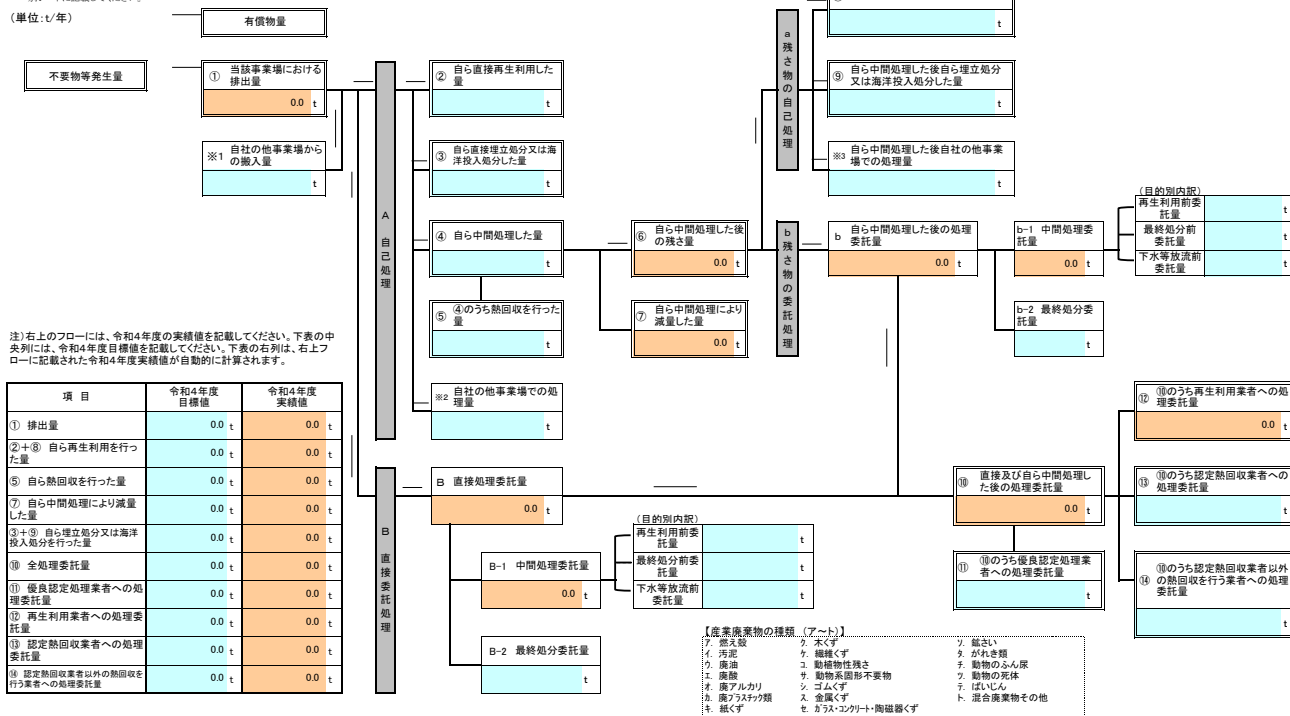 (単位:t/年)
有償物量
不要物等発生量
① 当該事業場における
排出量
0.0 t
※1 自社の他事業場から
の搬入量
t
A
自
己
処
理
② 自ら直接再生利用した
量
t
③ 自ら直接埋立処分又は海
洋投入処分した量
t
④ 自ら中間処理した量
t
⑤ ④のうち熱回収を行った
量
t
※2 自社の他事業場での処
理量
t
⑥ 自ら中間処理した後
の残さ量
0.0 t
⑦ 自ら中間処理により
減量した量
0.0 t
a
残
さ
物
の
自
己
処
理
t
⑨ 自ら中間処理した後自ら埋立処分
又は海洋投入処分した量
t
※3 自ら中間処理した後自社の他事業
場での処理量
t
b
残
さ
物
の
委
託
処
理
b 自ら中間処理した後の処理
委託量
0.0 t
b-1 中間処理委
託量
0.0 t
(目的別内訳)
再生利用前委
託量
t
最終処分前
委託量
t
下水等放流前
委託量
t
b-2 最終処分委
託量
t
注)右上のフローには、令和4年度の実績値を記載してください。下表の中
央列には、令和4年度目標値を記載してください。下表の右列は、右上フ
ローに記載された令和4年度実績値が自動的に計算されます。
項 目 令和4年度
目標値 令和4年度
実績値
① 排出量 0.0 t 0.0 t
②+⑧ 自ら再生利用を行っ
た量 0.0 t 0.0 t
⑤ 自ら熱回収を行った量 0.0 t 0.0 t
⑦ 自ら中間処理により減量
した量 0.0 t 0.0 t
③+⑨ 自ら埋立処分又は海洋
投入処分を行った量 0.0 t 0.0 t
⑩ 全処理委託量 0.0 t 0.0 t
⑪ 優良認定処理業者への処
理委託量 0.0 t 0.0 t
⑫ 再生利用業者への処理委
託量 0.0 t 0.0 t
⑬ 認定熱回収業者への処理
委託量 0.0 t 0.0 t
⑭ 認定熱回収業者以外の熱回収を
行う業者への処理委託量 0.0 t 0.0 t
B
直
接
委
託
処
理
B 直接処理委託量
0.0 t
B-1 中間処理委託量
0.0 t
(目的別内訳)
再生利用前委
託量
t
最終処分前委
託量
t
下水等放流前
委託量
t
B-2 最終処分委託量
t
⑩ 直接及び自ら中間処理し
た後の処理委託量
0.0 t
⑪ ⑩のうち優良認定処理業
者への処理委託量
t
⑫ ⑩のうち再生利用業者への処
理委託量
0.0 t
⑬ ⑩のうち認定熱回収業者への
処理委託量
t
⑭ ⑩のうち認定熱回収業者以外
の熱回収を行う業者への処理
委託量
t
【産業廃棄物の種類 (ア~ト)】
ア. 燃え殻 ク. 木くず ソ. 鉱さい
イ. 汚泥 ケ. 繊維くず タ. がれき類
ウ. 廃油 コ. 動植物性残さ チ. 動物のふん尿
エ. 廃酸 サ. 動物系固形不要物 ツ. 動物の死体
オ. 廃アルカリ シ. ゴムくず テ. ばいじん
カ. 廃プラスチック類 ス. 金属くず ト. 混合廃棄物その他
キ. 紙くず セ. ガラス・コンクリート・陶磁器くず